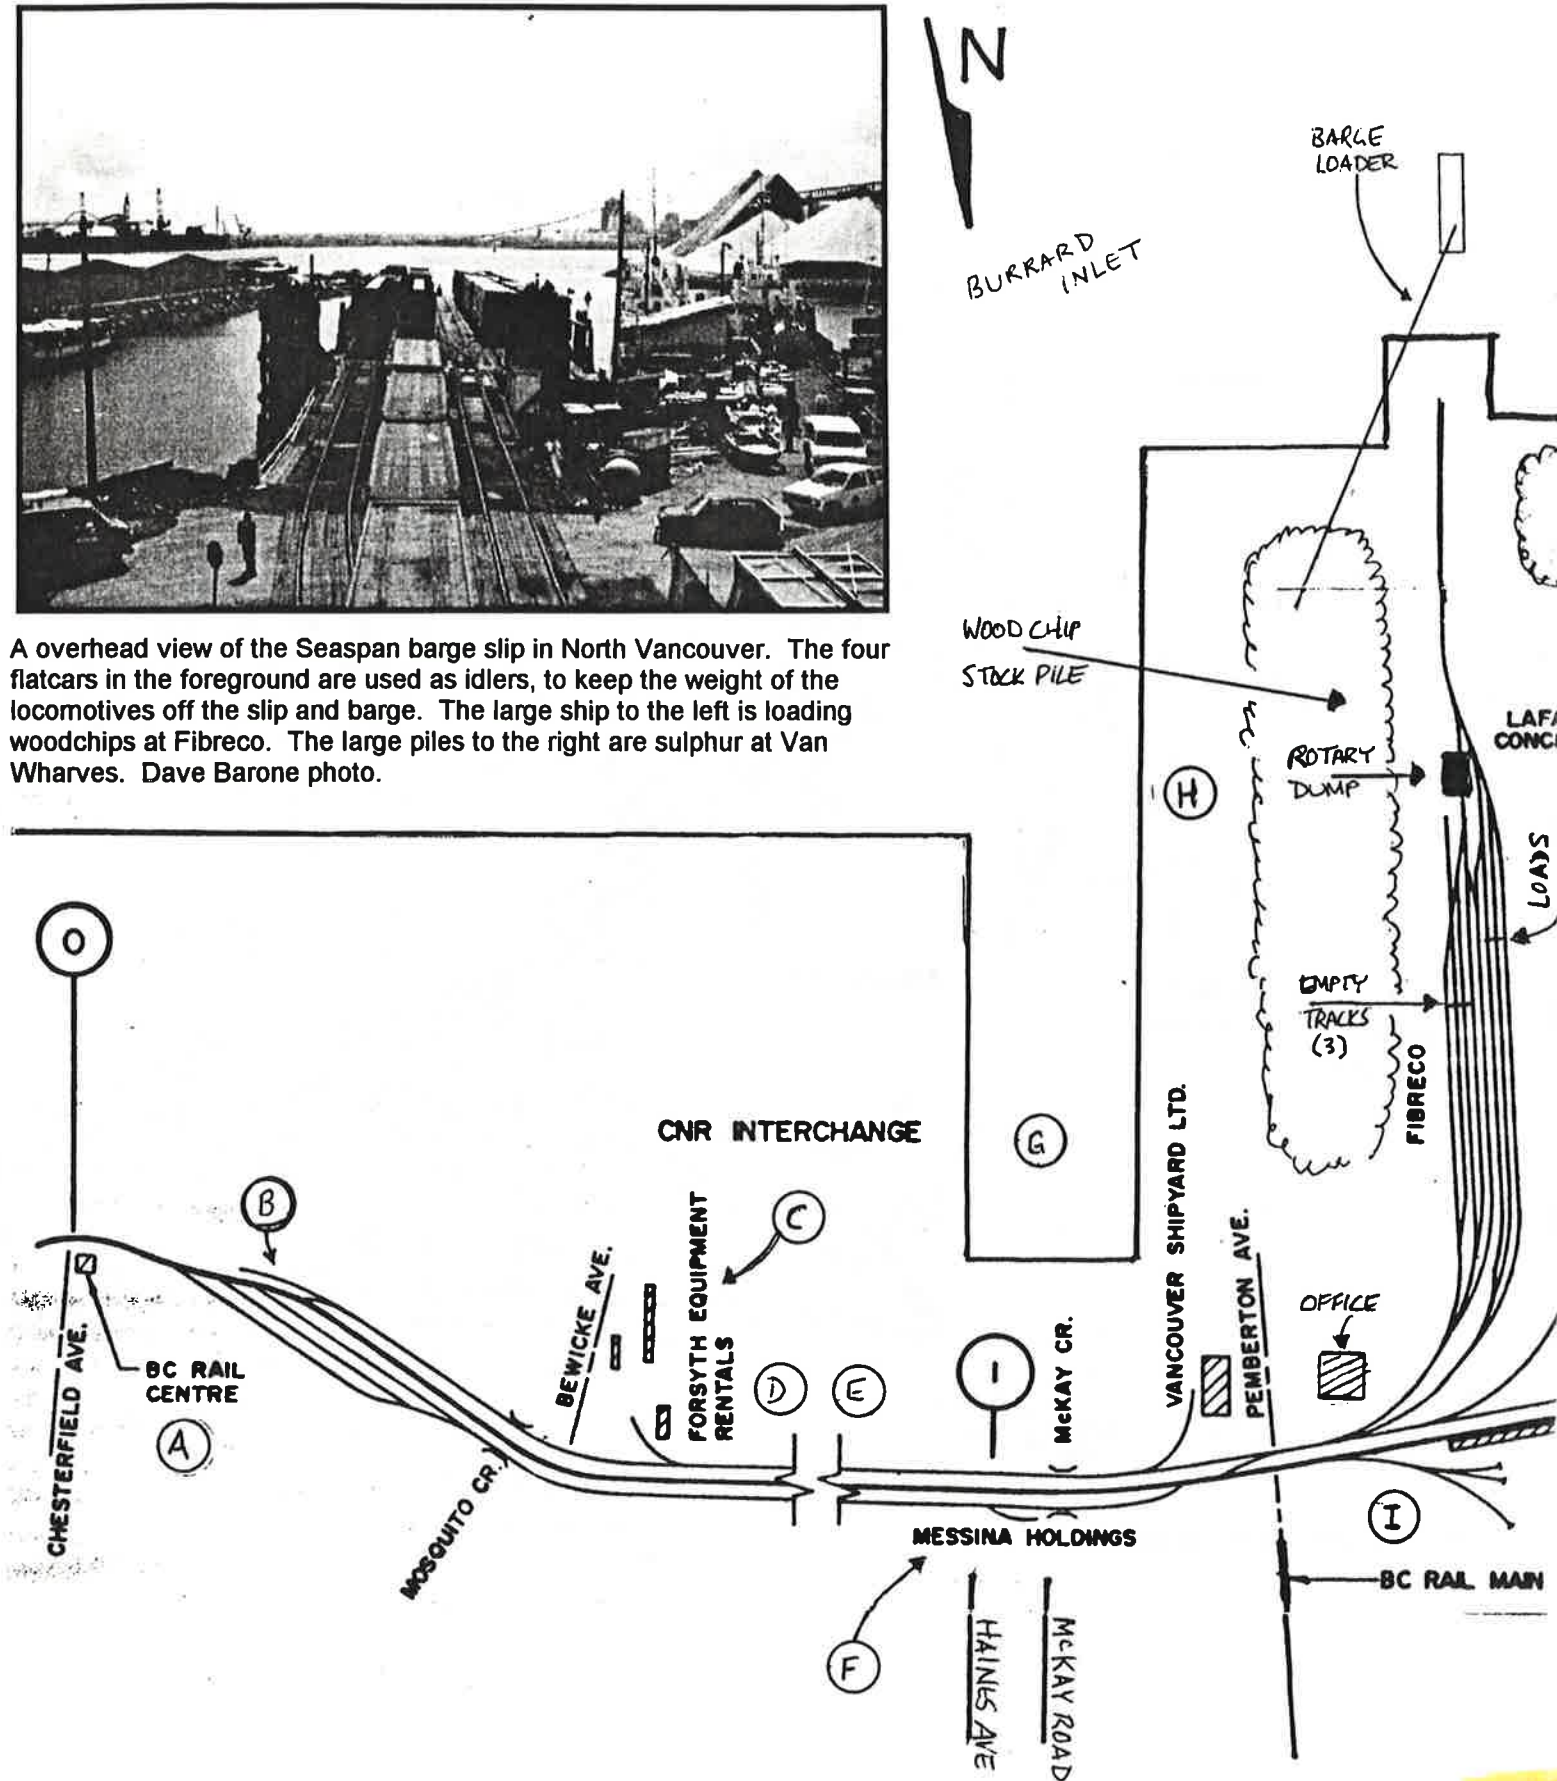 N
BARGE
LOADER
BURRARD
INLET
A overhead view of the Seaspan barge slip in North Vancouver. The four
flatcars in the foreground are used as idlers, to keep the weight of the
locomotives off the slip and barge. The large ship to the left is loading
woodchips at Fibreco. The large piles to the right are sulphur at Van
Wharves. Dave Barone photo.
WOOD CHIP
STOCK PILE
LAFA
CONCE
ROTARY
DUMP
H
LOADS
O
EMPTY
TRACKS
(3)
FIBRECO
CNR INTERCHANGE
G
VANCOUVER SHIPYARD LTD.
B
C
FORSYTH EQUIPMENT
RENTALS
BEWICKE AVE.
PEMBERTON AVE.
OFFICE
BC RAIL
CENTRE
CHESTERFIELD AVE.
A
D
E
I
McKAY CR.
MOSQUITO CR.
MESSINA HOLDINGS
I
BC RAIL MAIN
F
HAINES AVE
McKAY ROAD